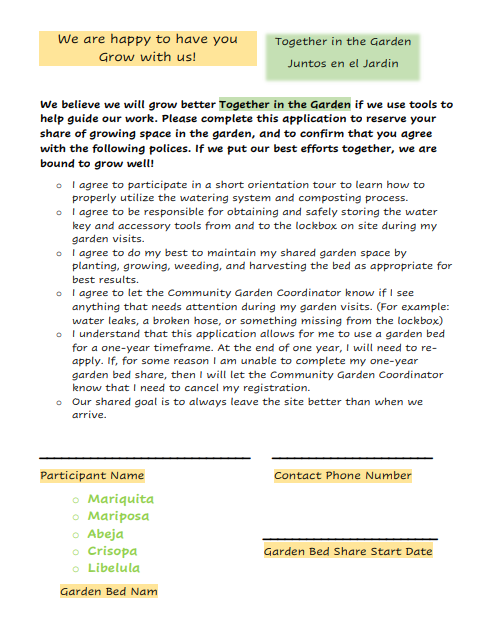 We are happy to have you
Grow with us!
Together in the Garden
Juntos en el Jardin
We believe we will grow better Together in the Garden if we use tools to
help guide our work. Please complete this application to reserve your
share of growing space in the garden, and to confirm that you agree
with the following polices. If we put our best efforts together, we are
bound to grow well!
o I agree to participate in a short orientation tour to learn how to
properly utilize the watering system and composting process.
o I agree to be responsible for obtaining and safely storing the water
key and accessory tools from and to the lockbox on site during my
garden visits.
o I agree to do my best to maintain my shared garden space by
planting, growing, weeding, and harvesting the bed as appropriate for
best results.
o I agree to let the Community Garden Coordinator know if I see
anything that needs attention during my garden visits. (For example:
water leaks, a broken hose, or something missing from the lockbox)
o I understand that this application allows for me to use a garden bed
for a one-year timeframe. At the end of one year, I will need to re-
apply. If, for some reason I am unable to complete my one-year
garden bed share, then I will let the Community Garden Coordinator
know that I need to cancel my registration.
o Our shared goal is to always leave the site better than when we
arrive.
Participant Name
Contact Phone Number
o Mariquita
o Mariposa
o Abeja
o Crisopa
o Libelula
Garden Bed Share Start Date
Garden Bed Nam